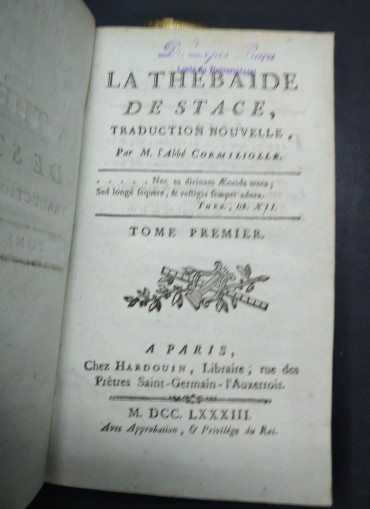 LA THÉBAÏDE
DE STACE,
TRADUCTION NOUVELLE,
Par M. l'Abbé CORMILIOLLE.
. . . . . Nec tu divinam Æneida tenta;
Sed longè sequere, & vestigia semper adora.
THEB., lib. XII.
TOME PREMIER.
A PARIS,
Chez HARDOUIN, Libraire, rue des
Prêtres Saint-Germain-l'Auxerrois.
M. DCC. LXXXIII.
Avec Approbation, & Privilége du Roi.